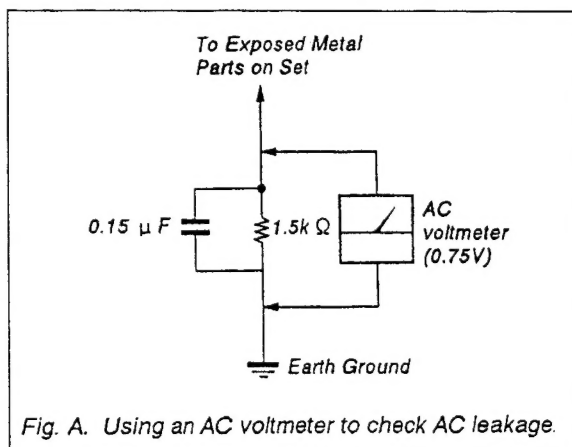 To Exposed Metal
Parts on Set
0.15 μF
1.5k Ω
AC
voltmeter
(0.75V)
Earth Ground
Fig. A. Using an AC voltmeter to check AC leakage.